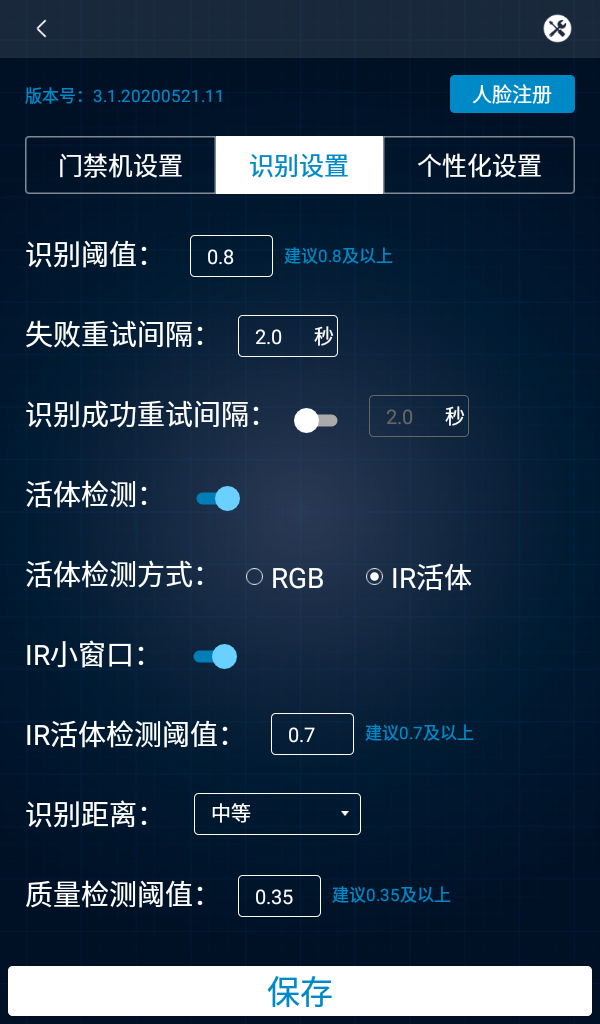 版本号：3.1.20200521.11
人脸注册
门禁机设置 识别设置 个性化设置
识别阈值： 0.8 建议0.8及以上
失败重试间隔： 2.0 秒
识别成功重试间隔： 2.0 秒
活体检测：
活体检测方式： RGB IR活体
IR小窗口：
IR活体检测阈值： 0.7 建议0.7及以上
识别距离： 中等
质量检测阈值： 0.35 建议0.35及以上
保存